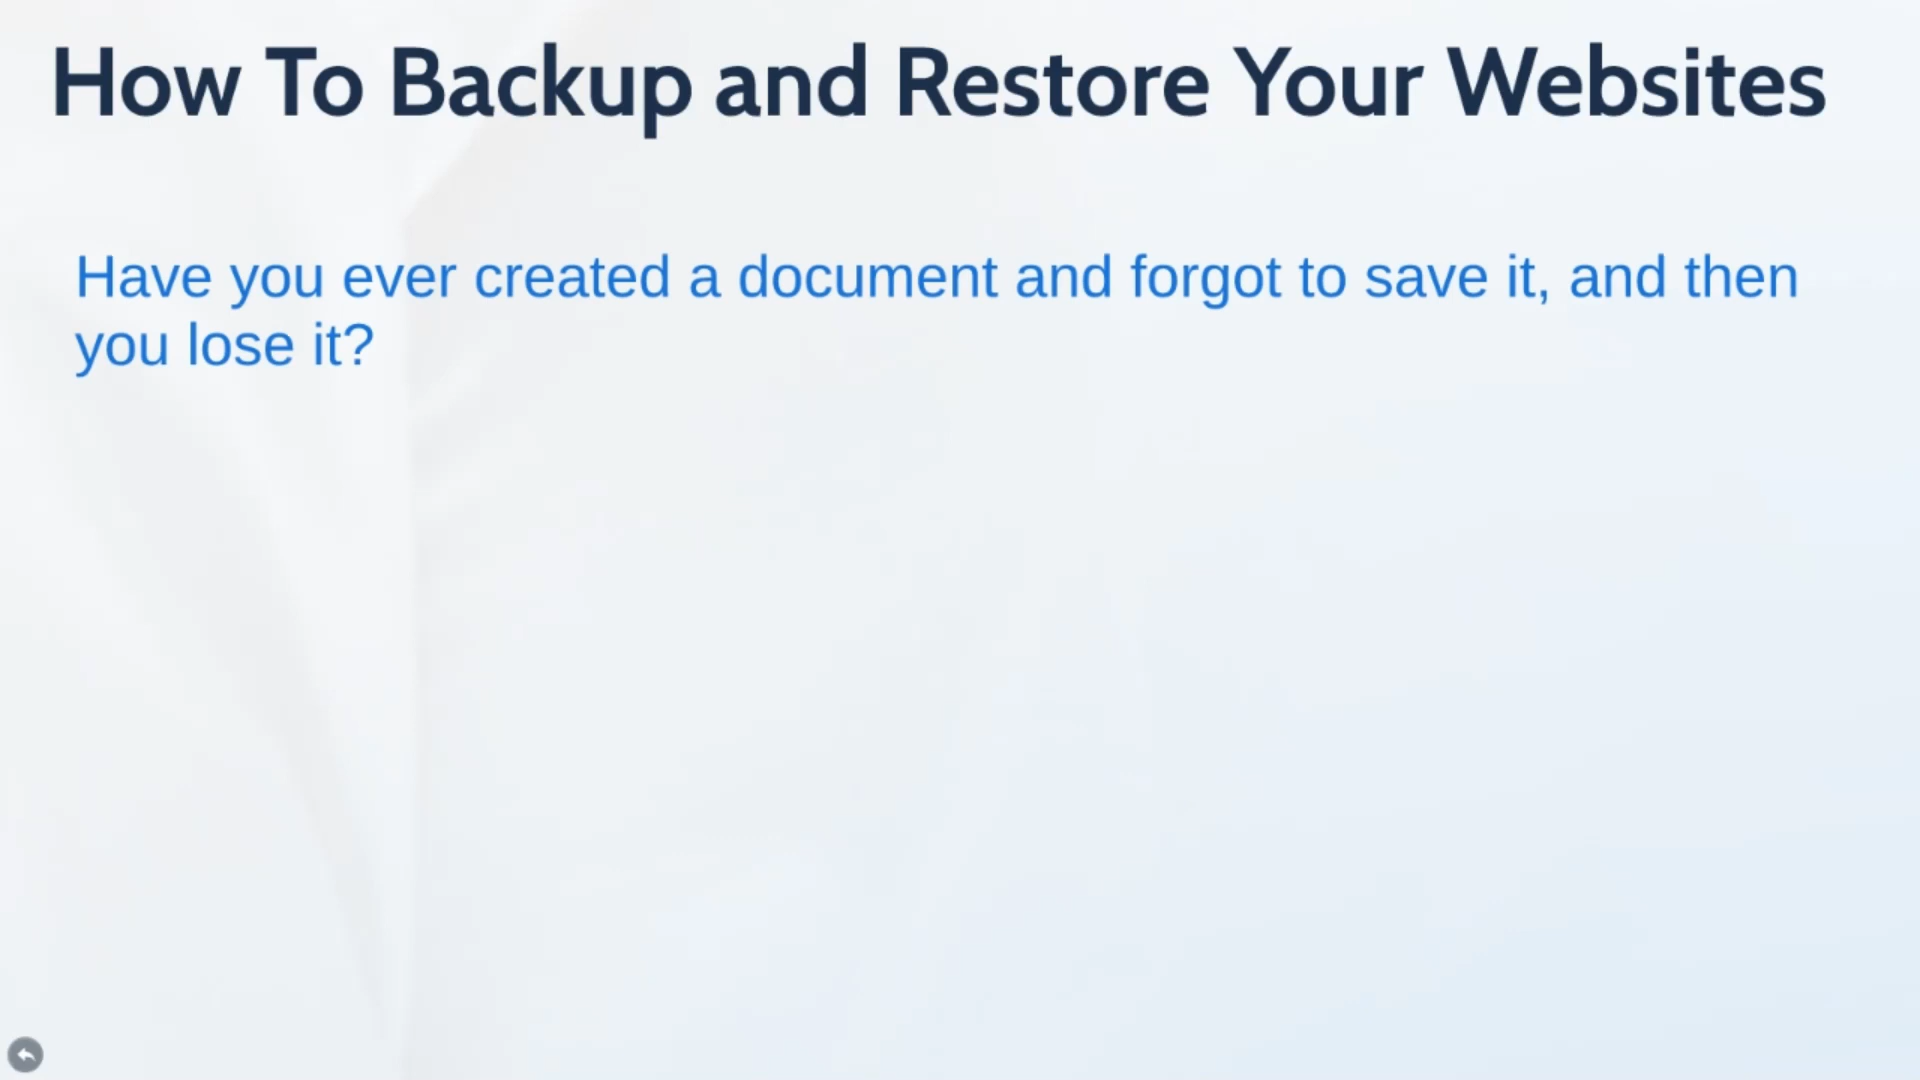 How To Backup and Restore Your Websites
Have you ever created a document and forgot to save it, and then
you lose it?